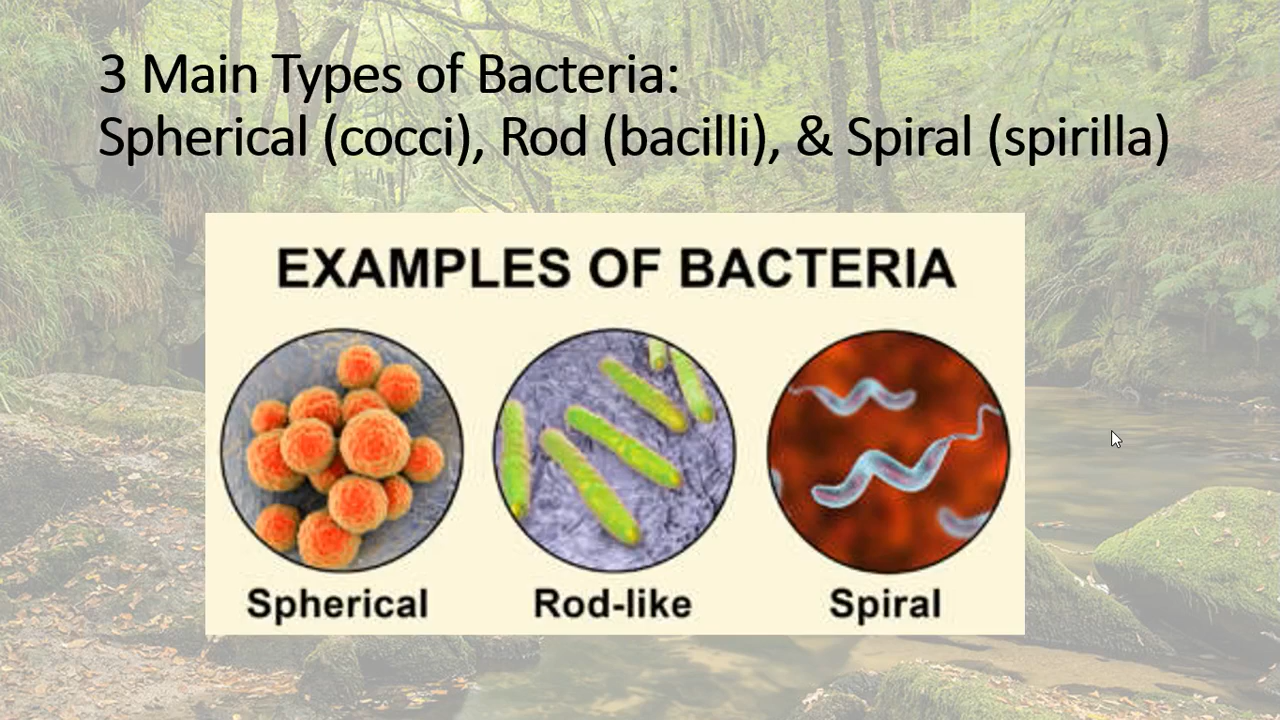 3 Main Types of Bacteria:
Spherical (cocci), Rod (bacilli), & Spiral (spirilla)
EXAMPLES OF BACTERIA
Spherical
Rod-like
Spiral